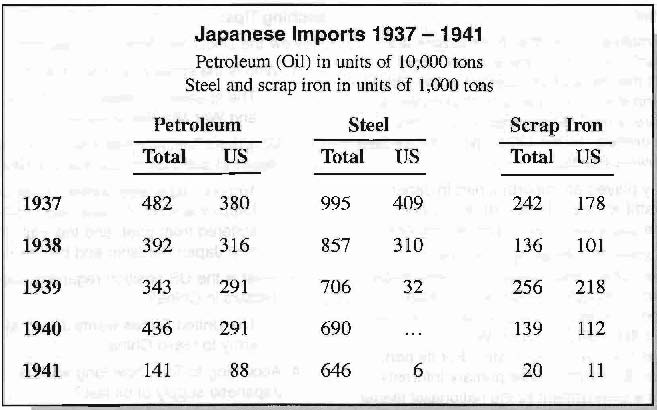 Japanese Imports 1937 – 1941
Petroleum (Oil) in units of 10,000 tons
Steel and scrap iron in units of 1,000 tons
Petroleum Steel Scrap Iron
Total US Total US Total US
1937 482 380 995 409 242 178
1938 392 316 857 310 136 101
1939 343 291 706 32 256 218
1940 436 291 690 ... 139 112
1941 141 88 646 6 20 11